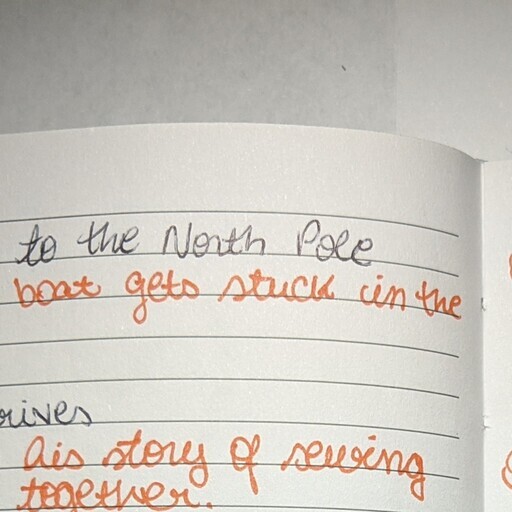 to the North Pole
boat gets stuck in the
rives
his story of sewing
together.